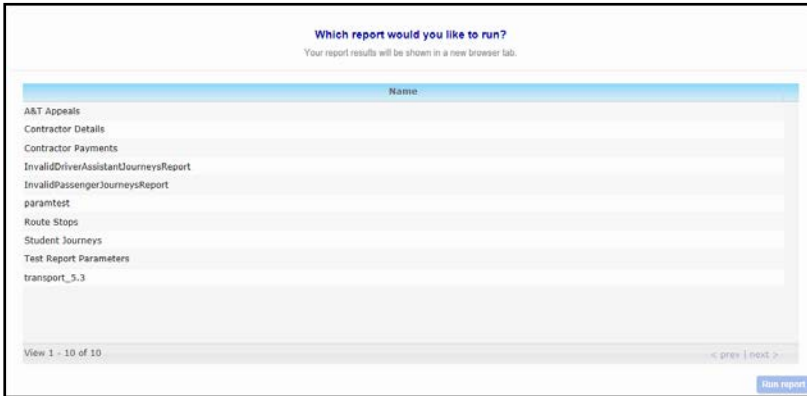 Which report would you like to run?
Your report results will be shown in a new browser tab.
Name
A&T Appeals
Contractor Details
Contractor Payments
InvalidDriverAssistantJourneysReport
InvalidPassengerJourneysReport
paramtest
Route Stops
Student Journeys
Test Report Parameters
transport_5.3
View 1 - 10 of 10
< prev | next >
Run report